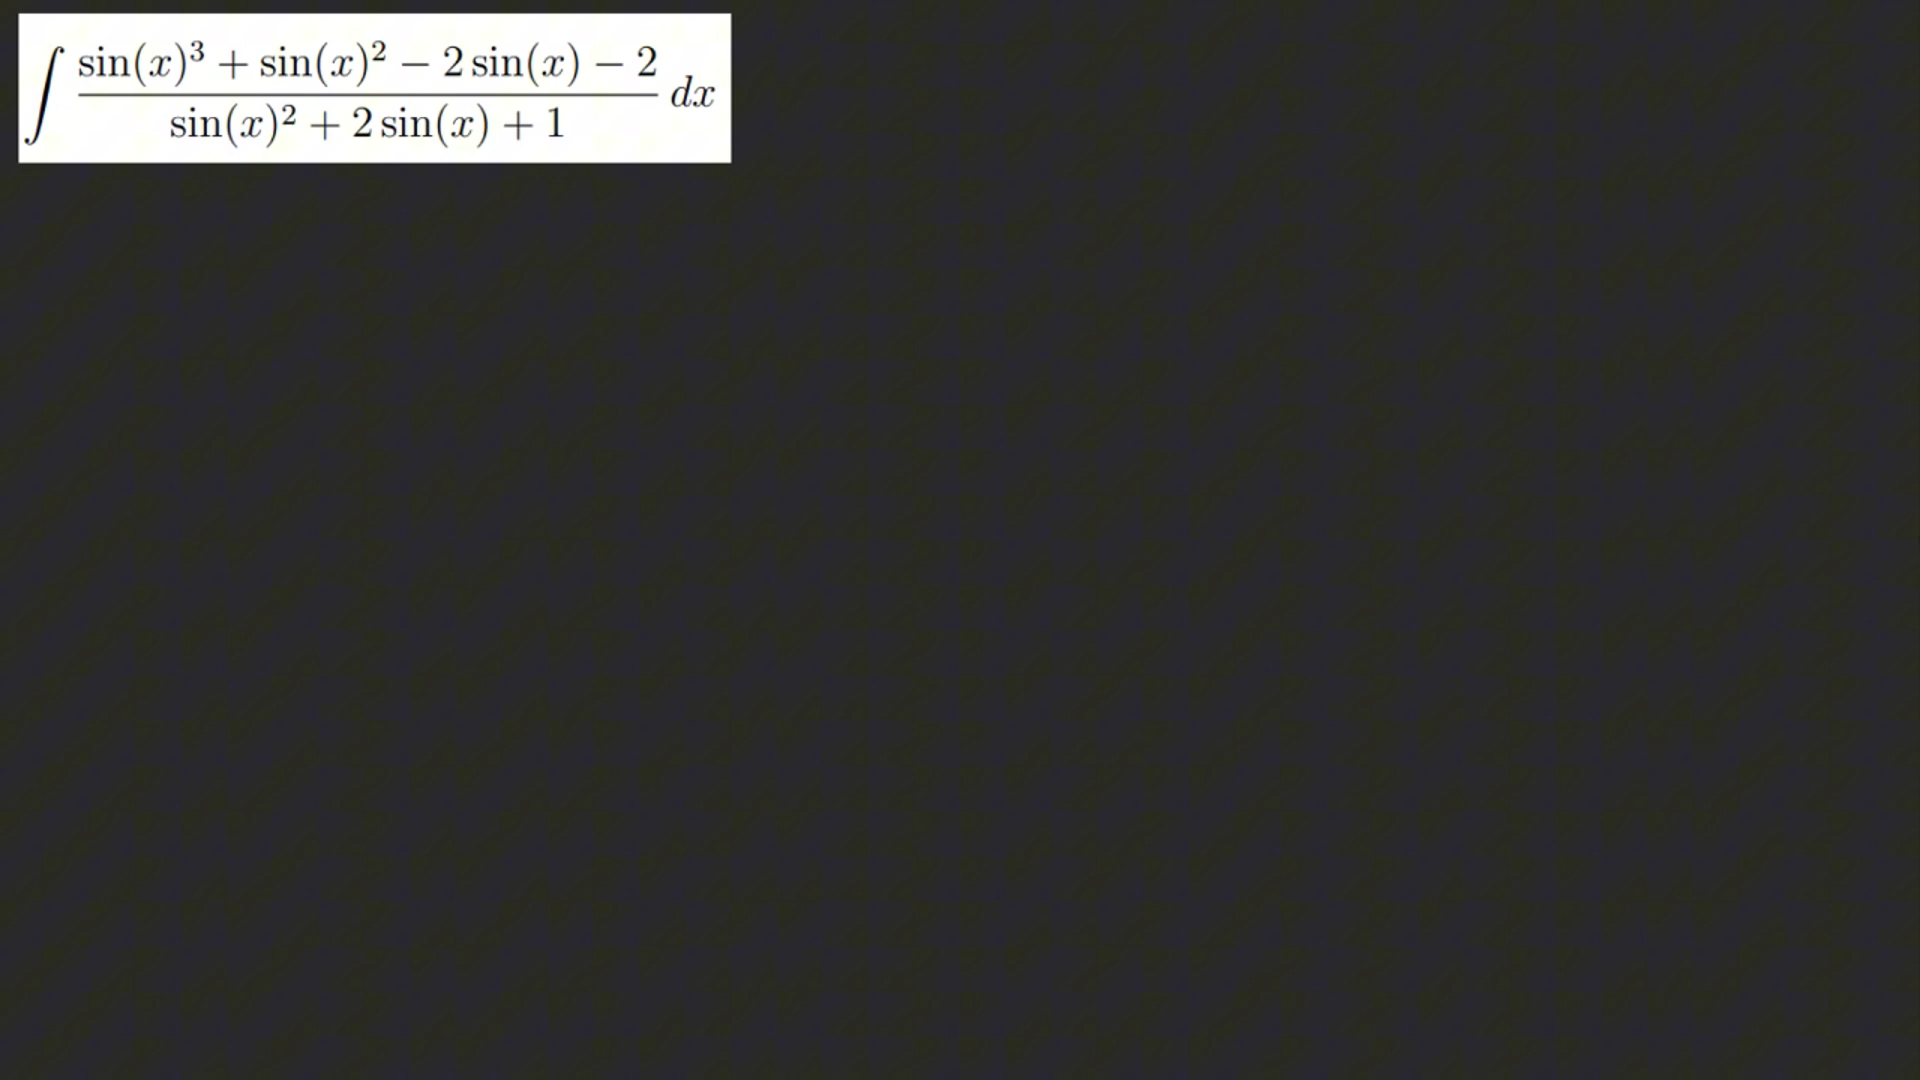 ∫ (sin(x)³ + sin(x)² − 2 sin(x) − 2) / (sin(x)² + 2 sin(x) + 1) dx